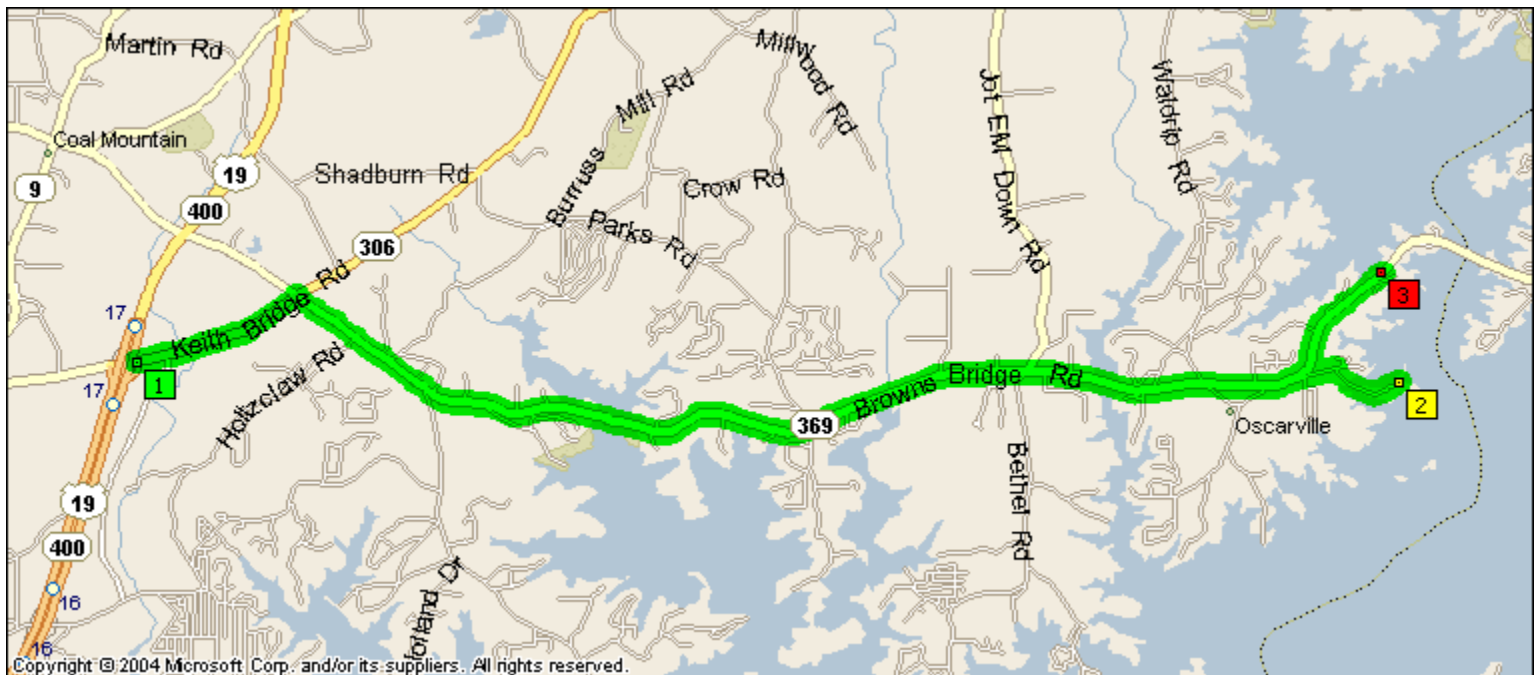 Martin Rd
Millwood Rd
Mill Rd
Burruss
Jot EM Down Rd
Waldrip Rd
Coal Mountain
9
19
400
Shadburn Rd
Crow Rd
Parks Rd
306
Keith Bridge Rd
17
1
17
Holtzclaw Rd
3
2
Browns Bridge Rd
369
Oscarville
Bethel Rd
19
400
16
16
Copyright © 2004 Microsoft Corp. and/or its suppliers. All rights reserved.